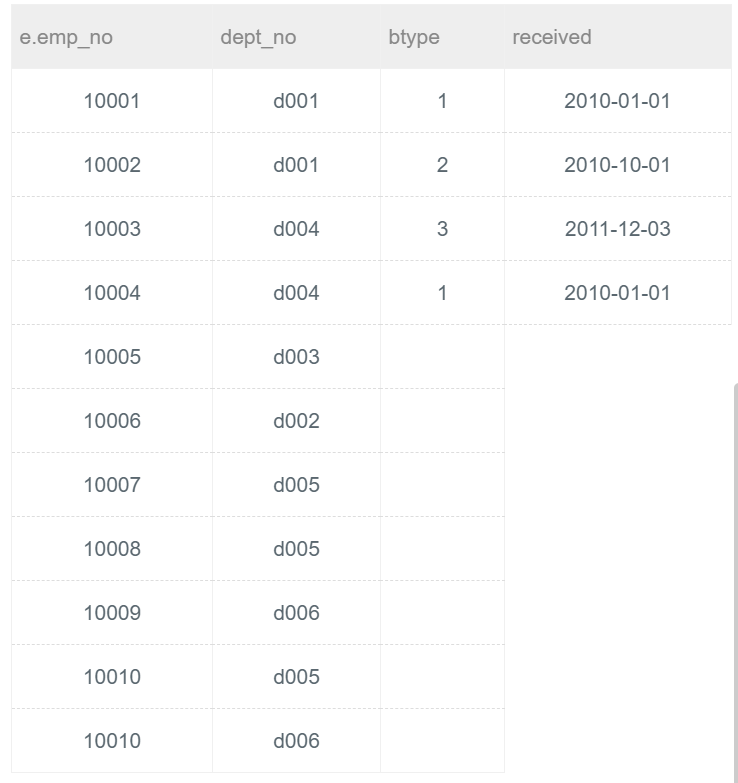 e.emp_no dept_no btype received
10001 d001 1 2010-01-01
10002 d001 2 2010-10-01
10003 d004 3 2011-12-03
10004 d004 1 2010-01-01
10005 d003
10006 d002
10007 d005
10008 d005
10009 d006
10010 d005
10010 d006